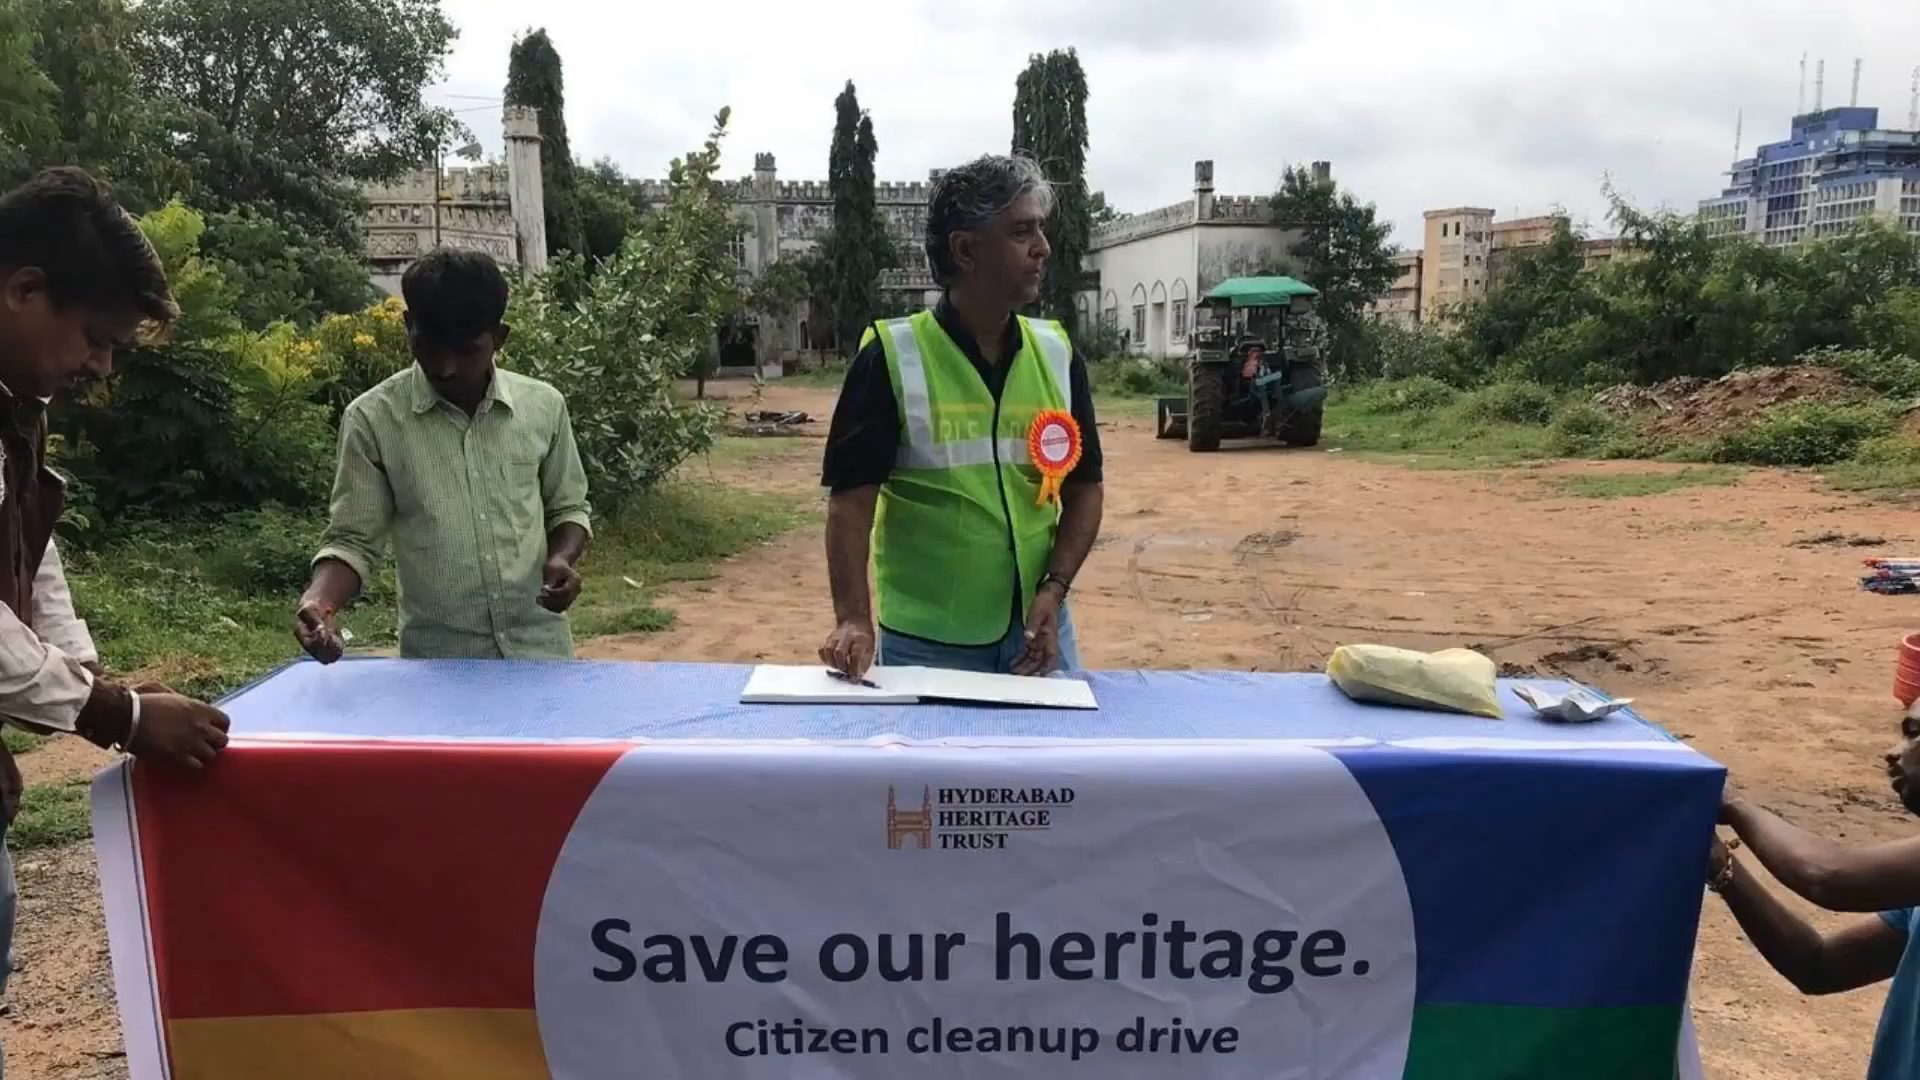 HYDERABAD
HERITAGE
TRUST
Save our heritage.
Citizen cleanup drive